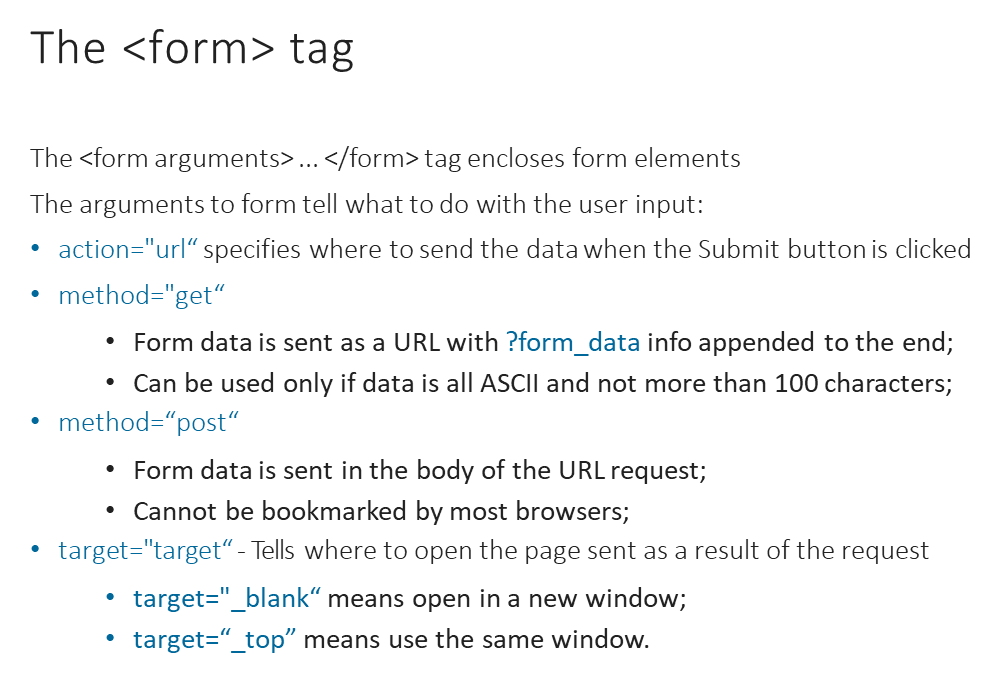 The <form> tag
The <form arguments> ... </form> tag encloses form elements
The arguments to form tell what to do with the user input:
• action="url“ specifies where to send the data when the Submit button is clicked
• method="get“
• Form data is sent as a URL with ?form_data info appended to the end;
• Can be used only if data is all ASCII and not more than 100 characters;
• method=“post“
• Form data is sent in the body of the URL request;
• Cannot be bookmarked by most browsers;
• target="target“ - Tells where to open the page sent as a result of the request
• target="_blank“ means open in a new window;
• target=“_top” means use the same window.